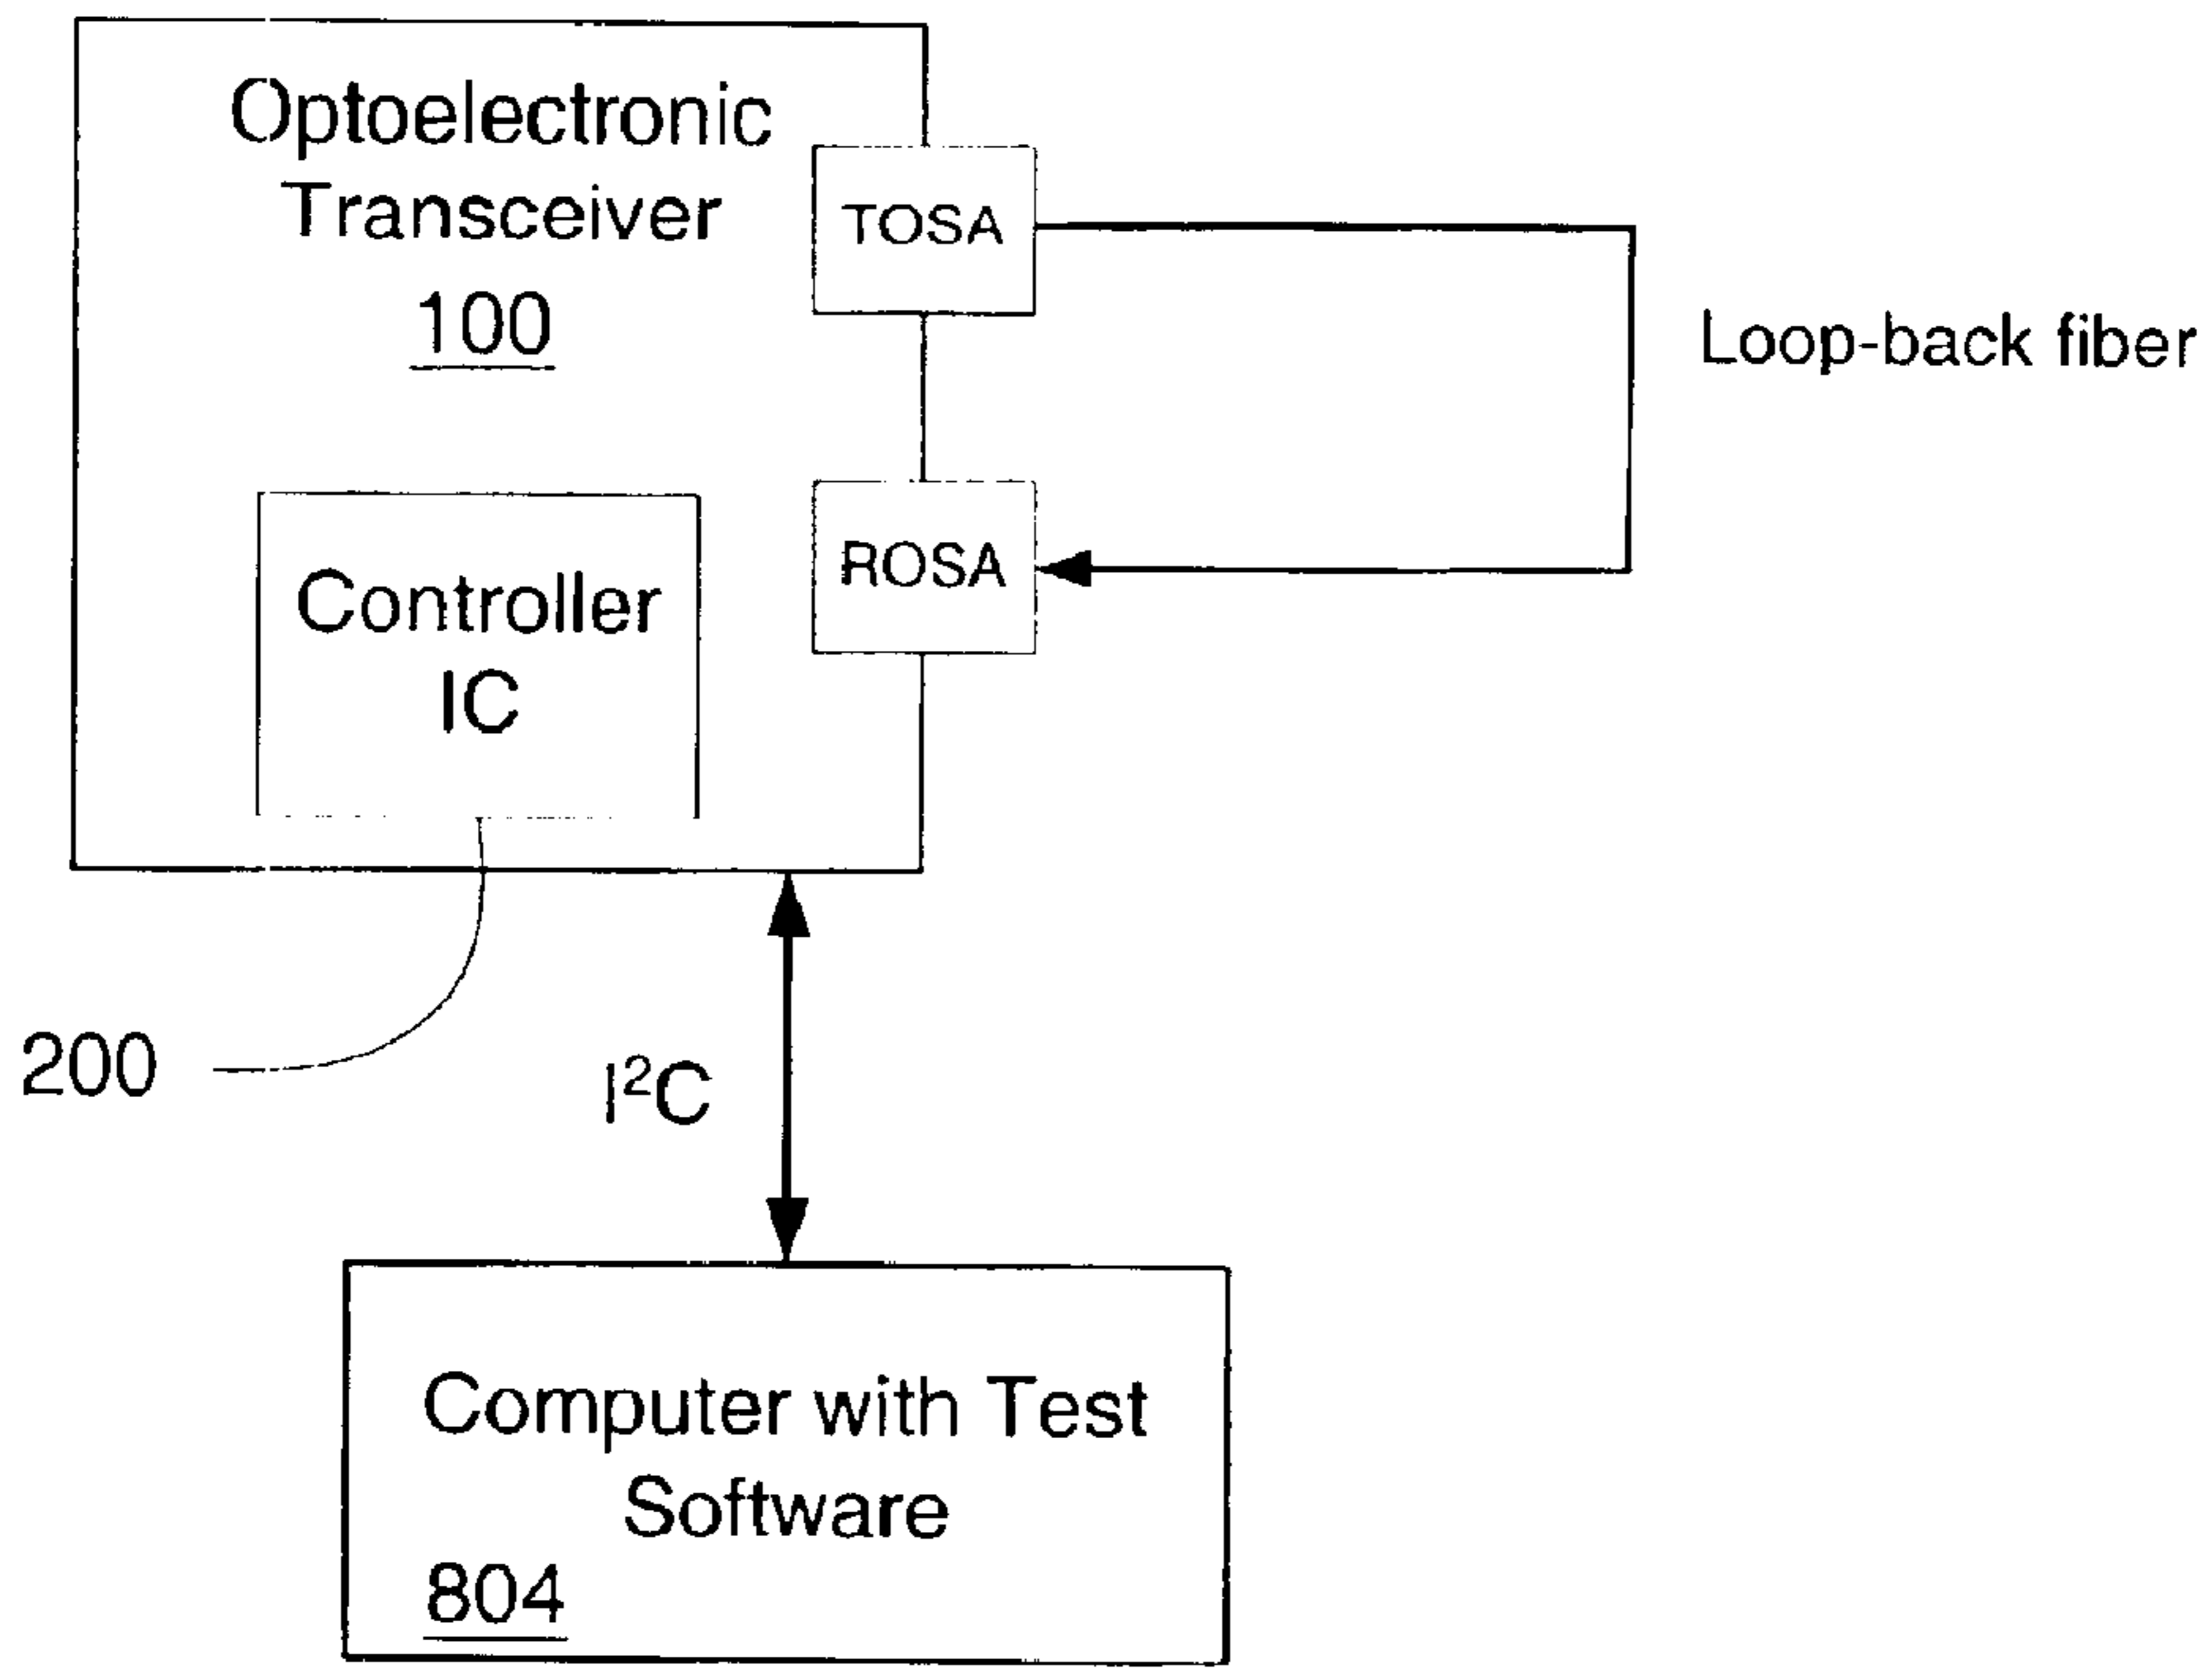 Optoelectronic
Transceiver
100
TOSA
Loop-back fiber
ROSA
Controller
IC
200
I²C
Computer with Test
Software
804